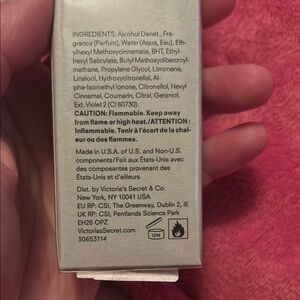 INGREDIENTS: Alcohol Denat., Fra-
grance (Parfum), Water (Aqua, Eau), Ethy-
lhexyl Methoxycinnamate, BHT, Ethyl-
hexyl Salicylate, Butyl Methoxydibenzoyl-
methane, Propylene Glycol, Limonene,
Linalool, Hydroxycitronellal, Al-
pha-Isomethyl Ionone, Citronellol, Hexyl
Cinnamal, Coumarin, Citral, Geraniol,
Ext. Violet 2 (CI 60730).
CAUTION: Flammable. Keep away
from flame or high heat./ATTENTION :
Inflammable. Tenir à l'écart de la chal-
eur ou des flammes.
Made in U.S.A. of U.S. and Non-U.S.
components/Fait aux États-Unis avec
des composantes provenant des
États-Unis et d'ailleurs
Dist. by Victoria's Secret & Co.
New York, NY 10041 USA
EU RP: CSI, The Greenway, Dublin 2, IE
UK RP: CSI, Pentlands Science Park
EH26 0PZ
VictoriasSecret.com
30653114
12M